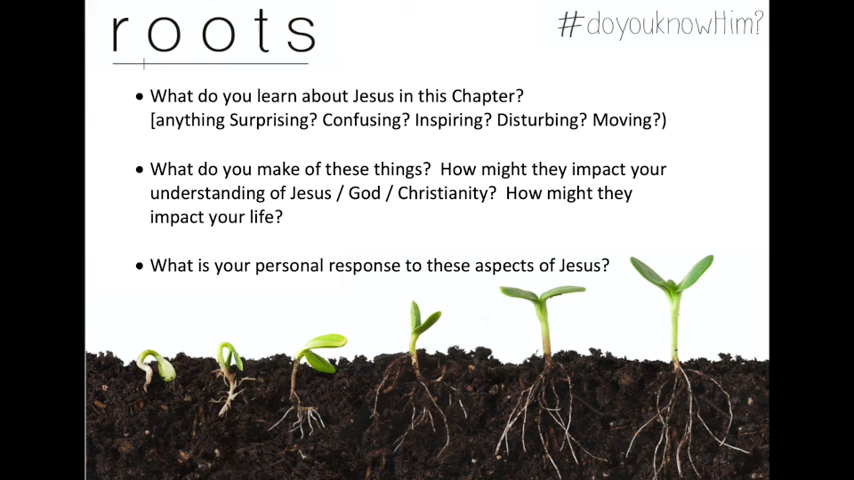 roots
#doyouknowHim?
• What do you learn about Jesus in this Chapter?
[anything Surprising? Confusing? Inspiring? Disturbing? Moving?)
• What do you make of these things? How might they impact your
understanding of Jesus / God / Christianity? How might they
impact your life?
• What is your personal response to these aspects of Jesus?